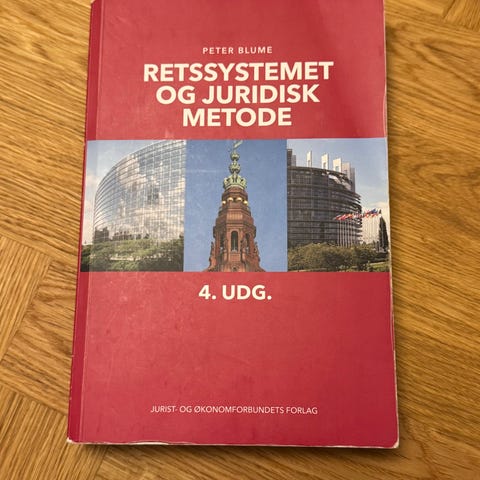 PETER BLUME
RETSSYSTEMET
OG JURIDISK
METODE
4. UDG.
JURIST- OG ØKONOMFORBUNDETS FORLAG